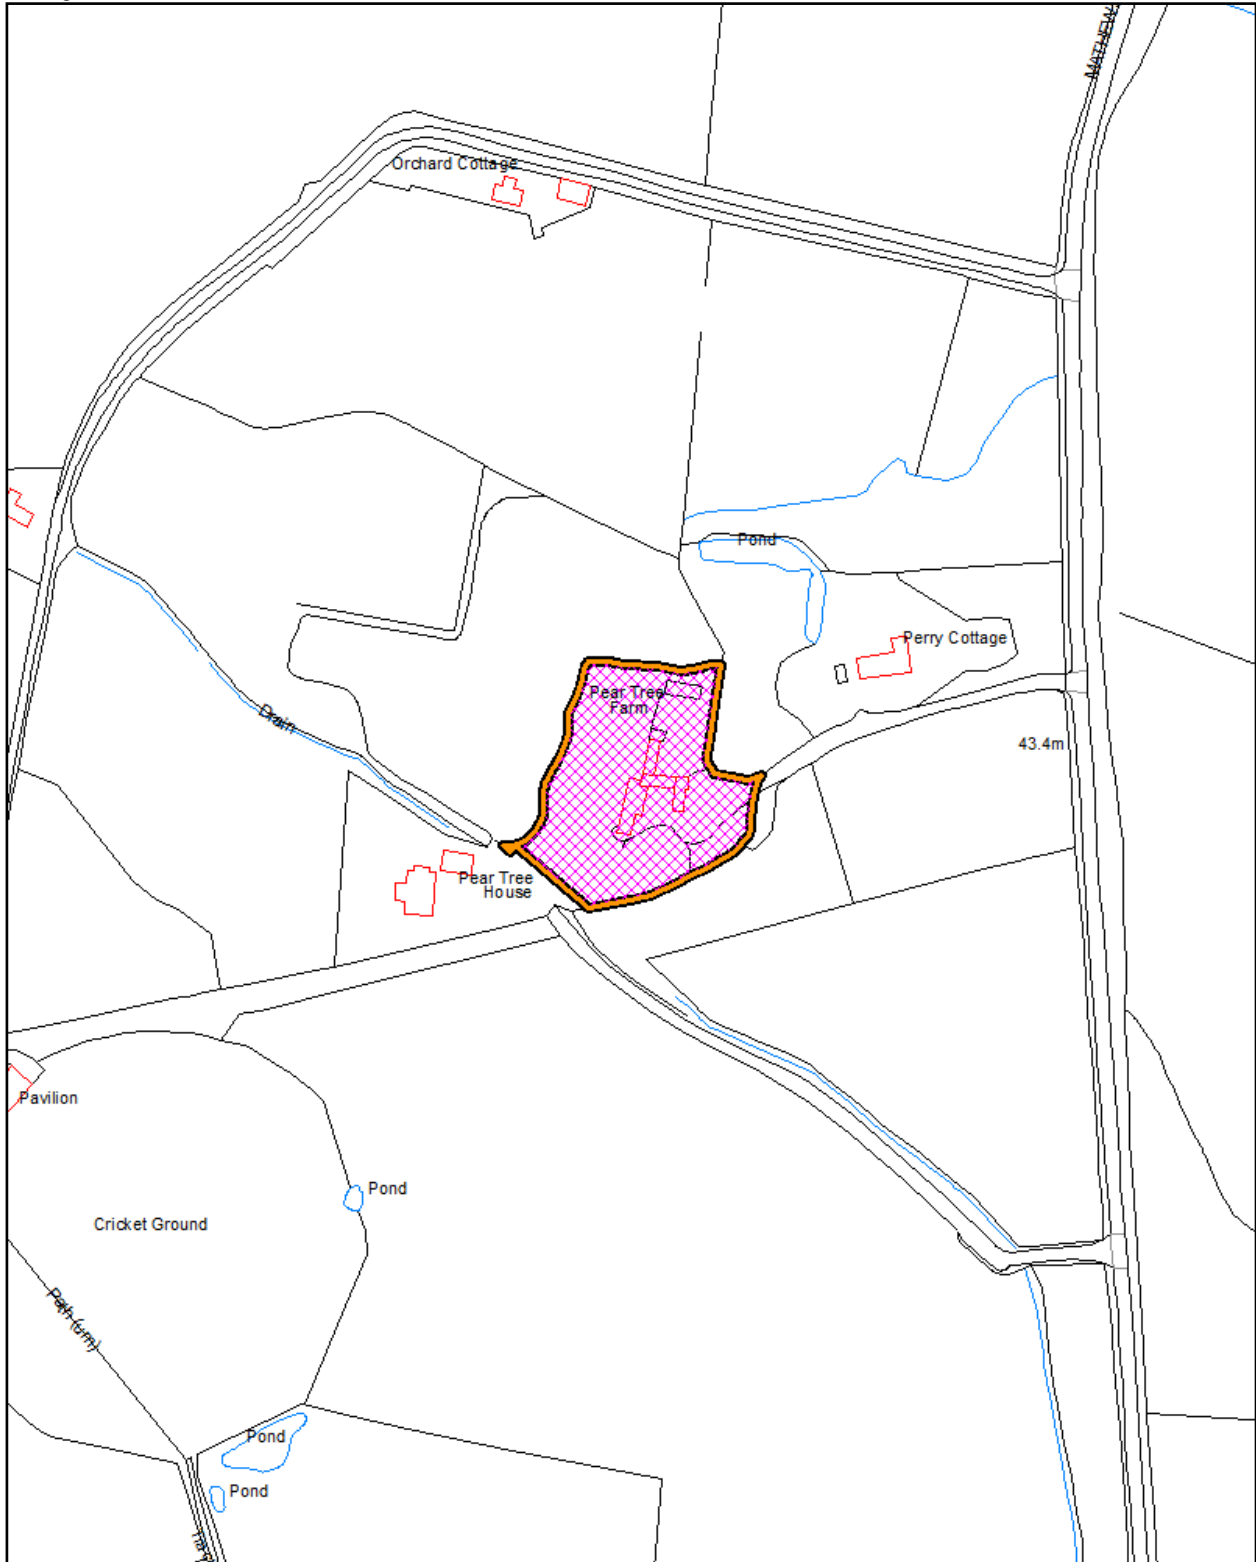 MATHEW
Orchard Cottage
Pond
Perry Cottage
Pear Tree
Farm
Drain
43.4m
Pear Tree
House
Pavilion
Pond
Cricket Ground
Path (um)
Pond
Pond